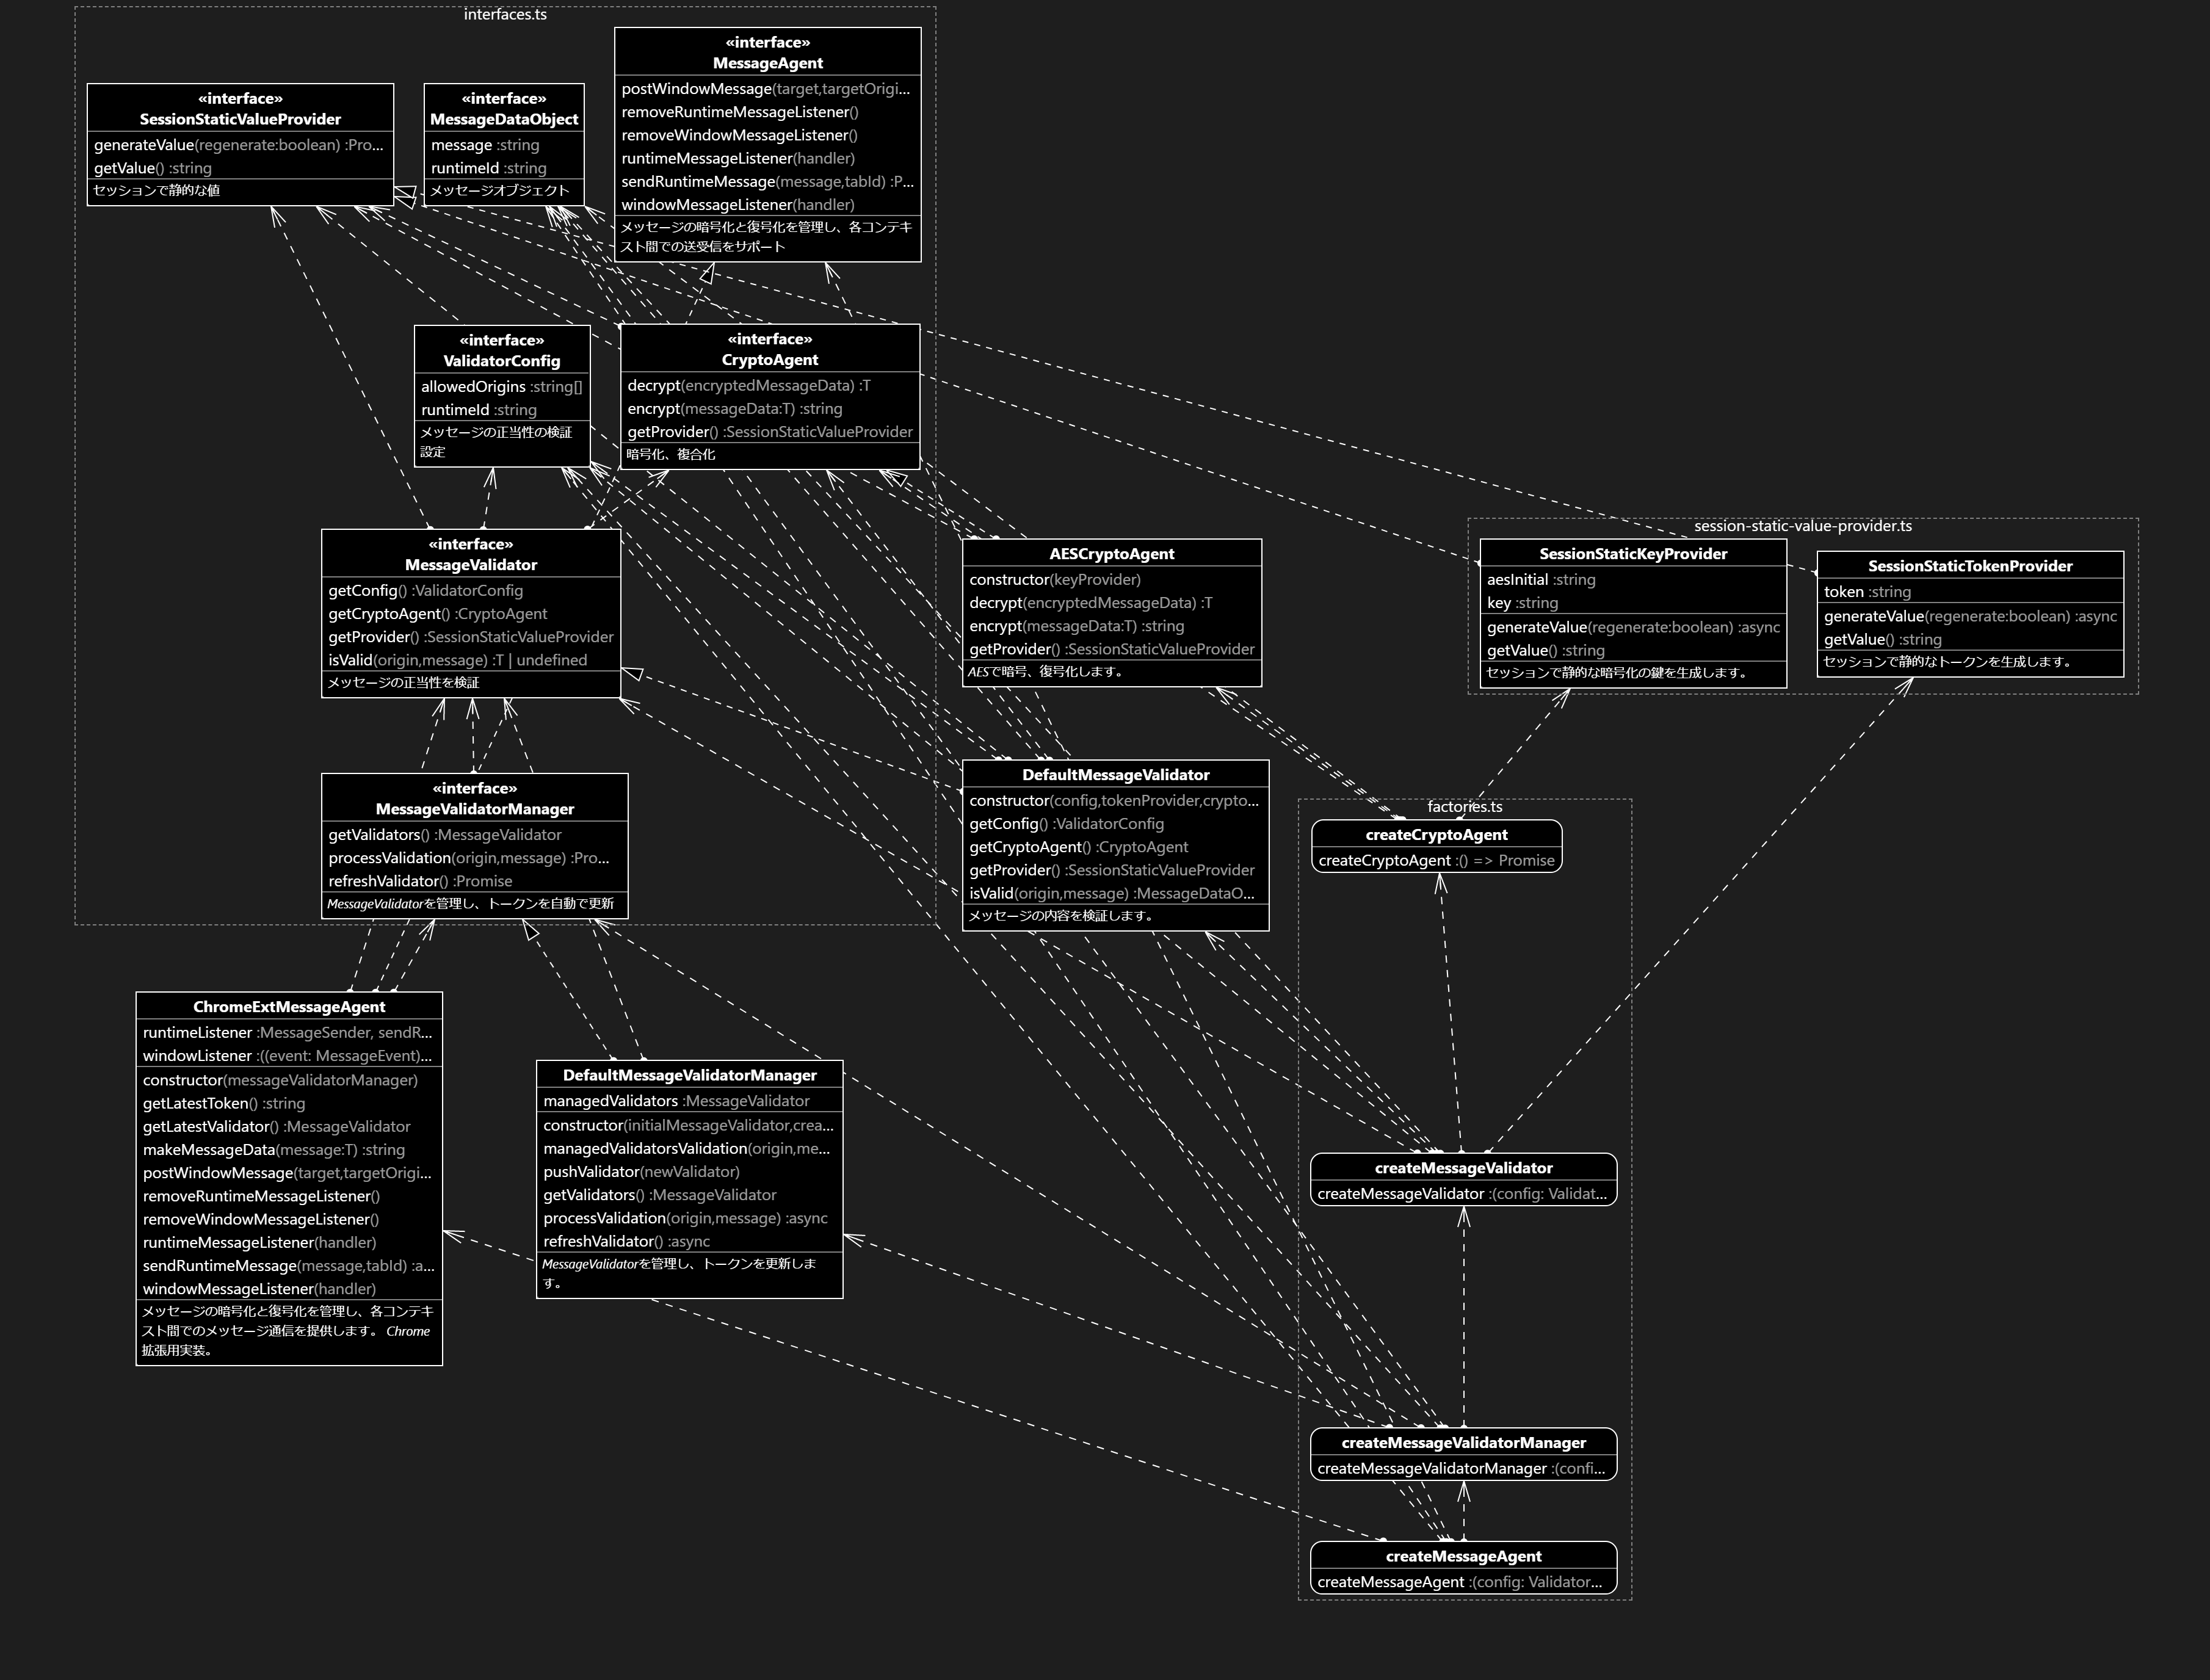 interfaces.ts
«interface»
MessageAgent
postWindowMessage(target,targetOrigi...
removeRuntimeMessageListener()
removeWindowMessageListener()
runtimeMessageListener(handler)
sendRuntimeMessage(message,tabId) :P...
windowMessageListener(handler)
メッセージの暗号化と復号化を管理し、各コンテキ
スト間での送受信をサポート
«interface»
SessionStaticValueProvider
generateValue(regenerate:boolean) :Pro...
getValue() :string
セッションで静的な値
«interface»
MessageDataObject
message :string
runtimeId :string
メッセージオブジェクト
«interface»
ValidatorConfig
allowedOrigins :string[]
runtimeId :string
メッセージの正当性の検証
設定
«interface»
CryptoAgent
decrypt(encryptedMessageData) :T
encrypt(messageData:T) :string
getProvider() :SessionStaticValueProvider
暗号化、複合化
«interface»
MessageValidator
getConfig() :ValidatorConfig
getCryptoAgent() :CryptoAgent
getProvider() :SessionStaticValueProvider
isValid(origin,message) :T | undefined
メッセージの正当性を検証
AESCryptoAgent
constructor(keyProvider)
decrypt(encryptedMessageData) :T
encrypt(messageData:T) :string
getProvider() :SessionStaticValueProvider
AESで暗号、復号化します。
session-static-value-provider.ts
SessionStaticKeyProvider
aesInitial :string
key :string
generateValue(regenerate:boolean) :async
getValue() :string
セッションで静的な暗号化の鍵を生成します。
SessionStaticTokenProvider
token :string
generateValue(regenerate:boolean) :async
getValue() :string
セッションで静的なトークンを生成します。
«interface»
MessageValidatorManager
getValidators() :MessageValidator
processValidation(origin,message) :Pro...
refreshValidator() :Promise
MessageValidatorを管理し、トークンを自動で更新
DefaultMessageValidator
constructor(config,tokenProvider,crypto...
getConfig() :ValidatorConfig
getCryptoAgent() :CryptoAgent
getProvider() :SessionStaticValueProvider
isValid(origin,message) :MessageDataO...
メッセージの内容を検証します。
factories.ts
createCryptoAgent
createCryptoAgent :() => Promise
ChromeExtMessageAgent
runtimeListener :MessageSender, sendR...
windowListener :((event: MessageEvent)...
constructor(messageValidatorManager)
getLatestToken() :string
getLatestValidator() :MessageValidator
makeMessageData(message:T) :string
postWindowMessage(target,targetOrigi...
removeRuntimeMessageListener()
removeWindowMessageListener()
runtimeMessageListener(handler)
sendRuntimeMessage(message,tabId) :a...
windowMessageListener(handler)
メッセージの暗号化と復号化を管理し、各コンテキ
スト間でのメッセージ通信を提供します。 Chrome
拡張用実装。
DefaultMessageValidatorManager
managedValidators :MessageValidator
constructor(initialMessageValidator,crea...
managedValidatorsValidation(origin,me...
pushValidator(newValidator)
getValidators() :MessageValidator
processValidation(origin,message) :async
refreshValidator() :async
MessageValidatorを管理し、トークンを更新しま
す。
createMessageValidator
createMessageValidator :(config: Validat...
createMessageValidatorManager
createMessageValidatorManager :(confi...
createMessageAgent
createMessageAgent :(config: Validator...